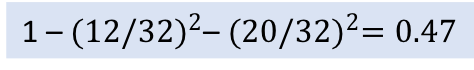 1 – (12/32)²– (20/32)²= 0.47